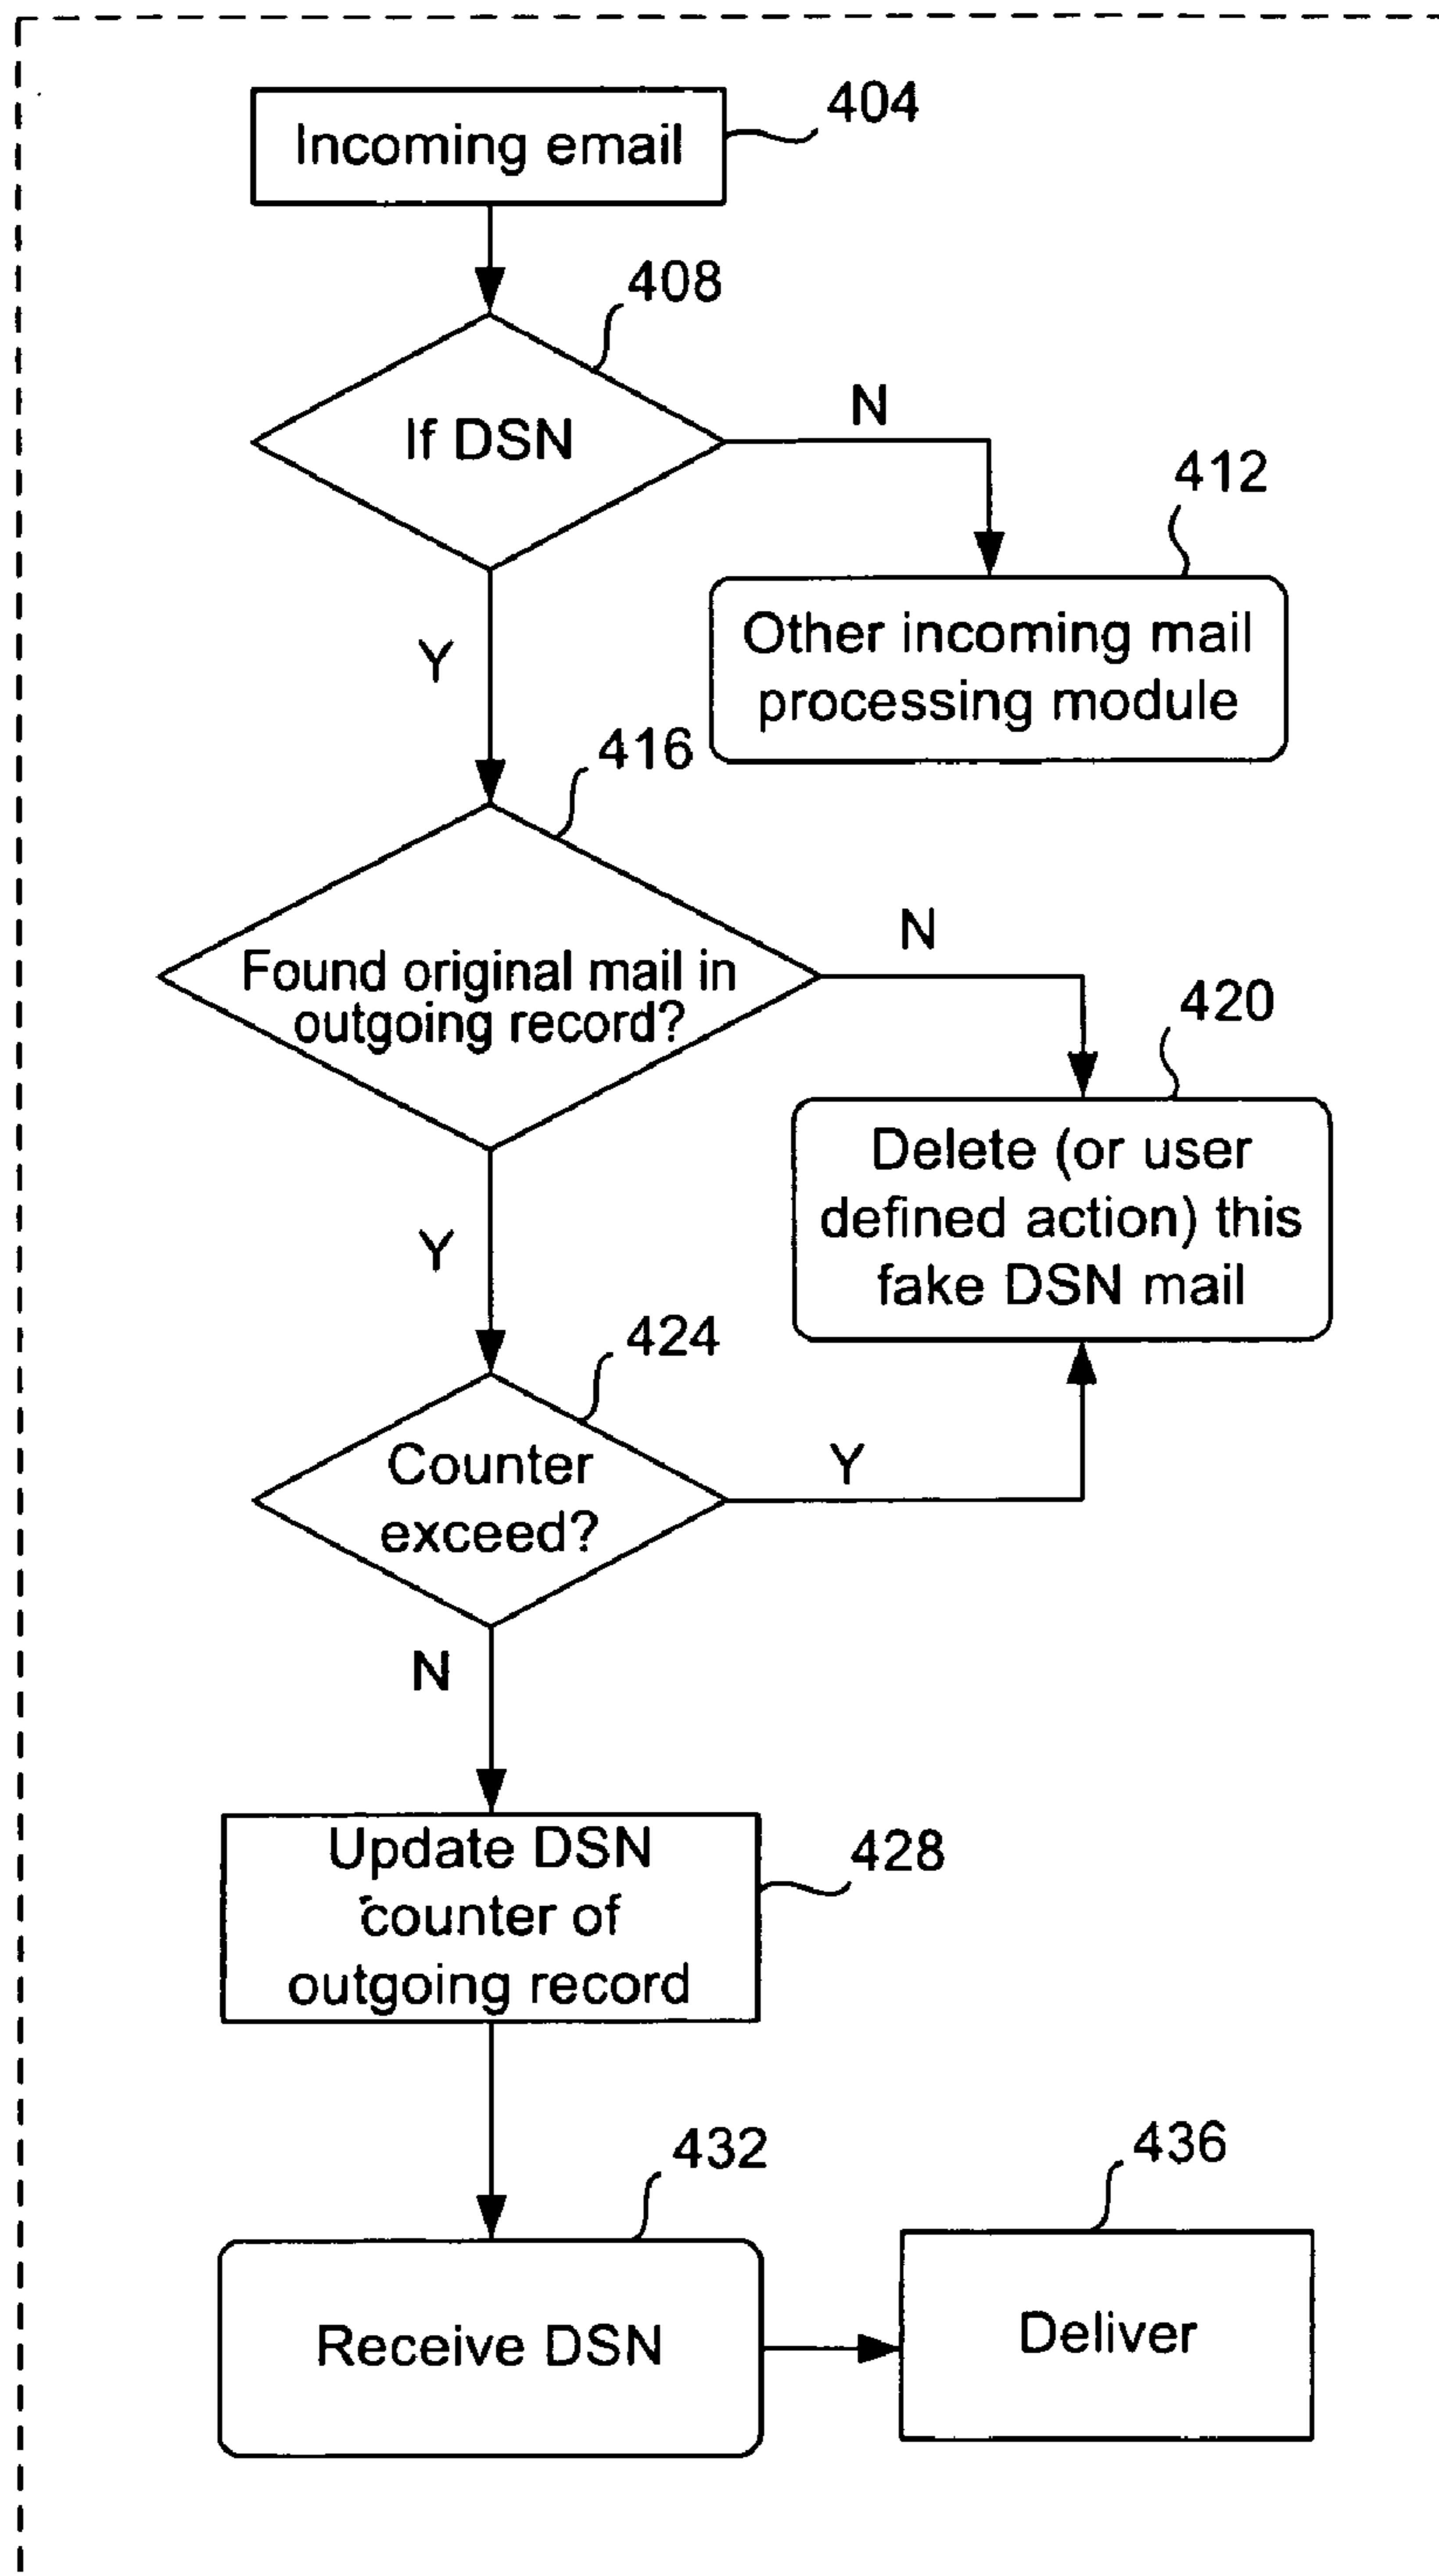 Incoming email
404
408
If DSN
N
412
Other incoming mail
processing module
Y
416
Found original mail in
outgoing record?
N
420
Delete (or user
defined action) this
fake DSN mail
Y
424
Counter
exceed?
Y
N
Update DSN
counter of
outgoing record
428
432
Receive DSN
436
Deliver